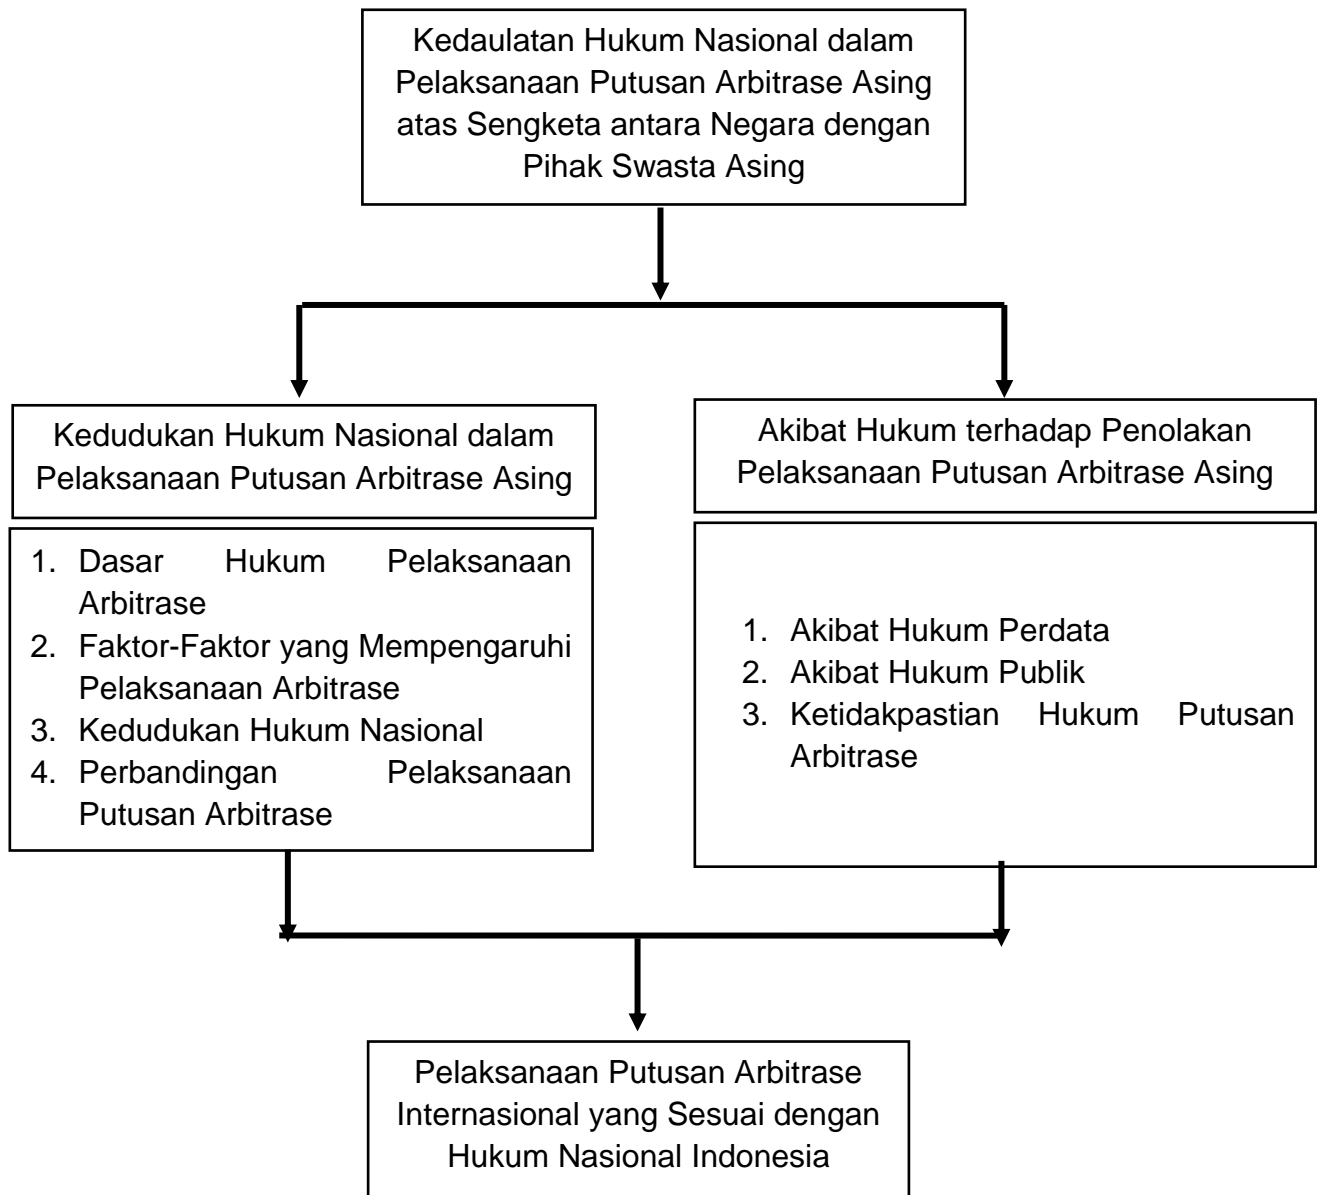 Kedaulatan Hukum Nasional dalam
Pelaksanaan Putusan Arbitrase Asing
atas Sengketa antara Negara dengan
Pihak Swasta Asing
Kedudukan Hukum Nasional dalam
Pelaksanaan Putusan Arbitrase Asing
1. Dasar Hukum Pelaksanaan
Arbitrase
2. Faktor-Faktor yang Mempengaruhi
Pelaksanaan Arbitrase
3. Kedudukan Hukum Nasional
4. Perbandingan Pelaksanaan
Putusan Arbitrase
Akibat Hukum terhadap Penolakan
Pelaksanaan Putusan Arbitrase Asing
1. Akibat Hukum Perdata
2. Akibat Hukum Publik
3. Ketidakpastian Hukum Putusan
Arbitrase
Pelaksanaan Putusan Arbitrase
Internasional yang Sesuai dengan
Hukum Nasional Indonesia